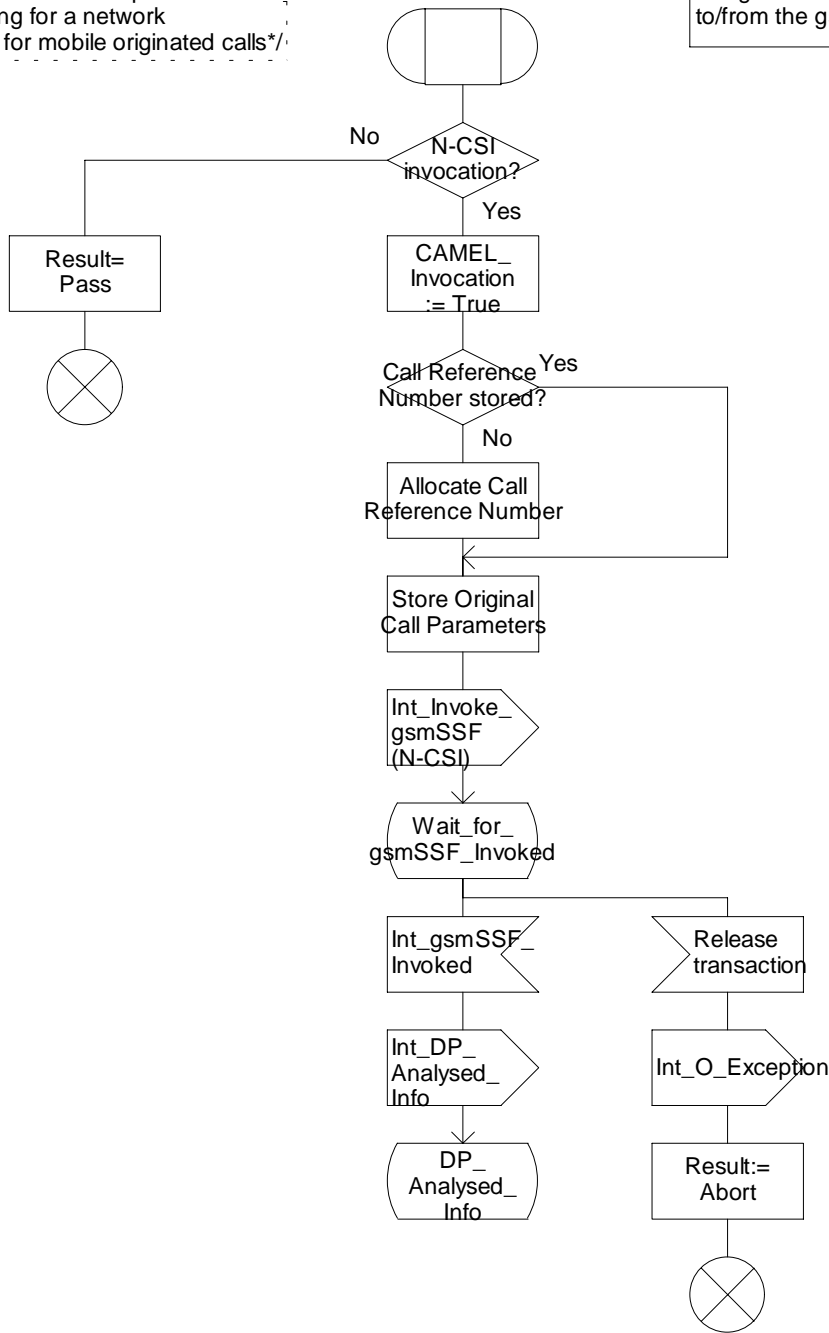 ng for a network
for mobile originated calls*/
to/from the g
No
N-CSI
invocation?
Yes
Result=
Pass
CAMEL_
Invocation
:= True
Call Reference
Number stored?
Yes
No
Allocate Call
Reference Number
Store Original
Call Parameters
Int_Invoke_
gsmSSF
(N-CSI)
Wait_for_
gsmSSF_Invoked
Int_gsmSSF_
Invoked
Release
transaction
Int_DP_
Analysed_
Info
Int_O_Exception
DP_
Analysed_
Info
Result:=
Abort